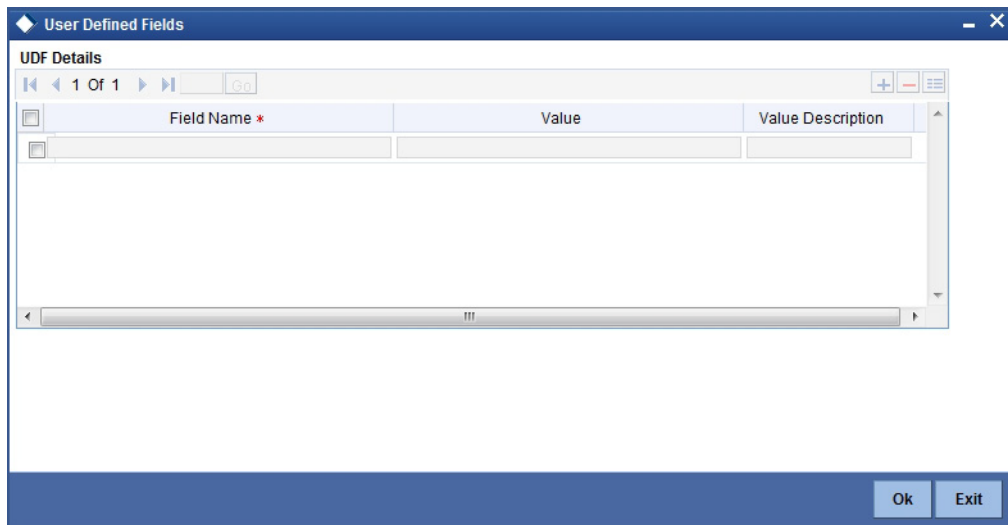 User Defined Fields
UDF Details
1 Of 1 Go
Field Name * Value Value Description
Ok Exit